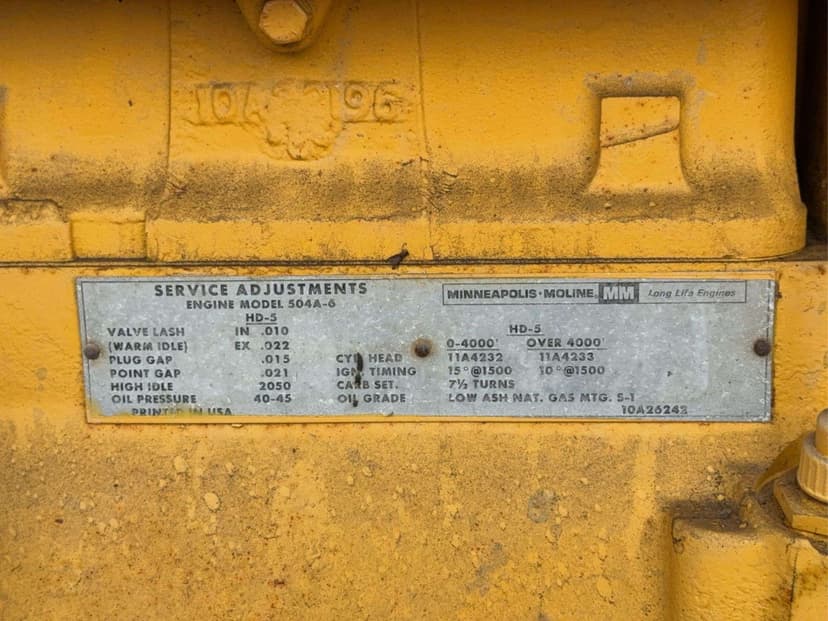 SERVICE ADJUSTMENTS
ENGINE MODEL 504A-6
MINNEAPOLIS-MOLINE MM Long Life Engines
HD-5 HD-5
VALVE LASH IN .010
(WARM IDLE) EX .022 0-4000' OVER 4000'
PLUG GAP .015 CYL HEAD 11A4232 11A4233
POINT GAP .021 IGN. TIMING 15°@1500 10°@1500
HIGH IDLE 2050 CARB SET. 7½ TURNS
OIL PRESSURE 40-45 OIL GRADE LOW ASH NAT. GAS MTG. S-1
PRINTED IN USA 10A26242